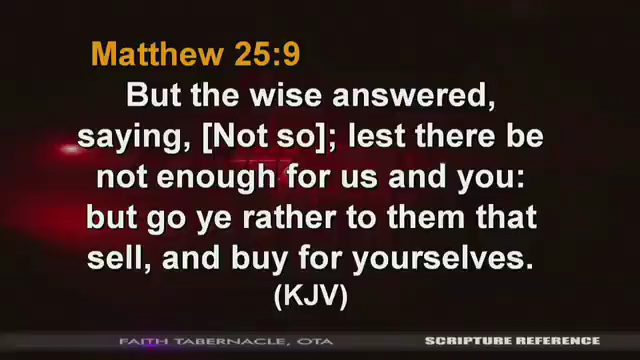 Matthew 25:9
But the wise answered,
saying, [Not so]; lest there be
not enough for us and you:
but go ye rather to them that
sell, and buy for yourselves.
(KJV)
FAITH TABERNACLE, OTA
SCRIPTURE REFERENCE